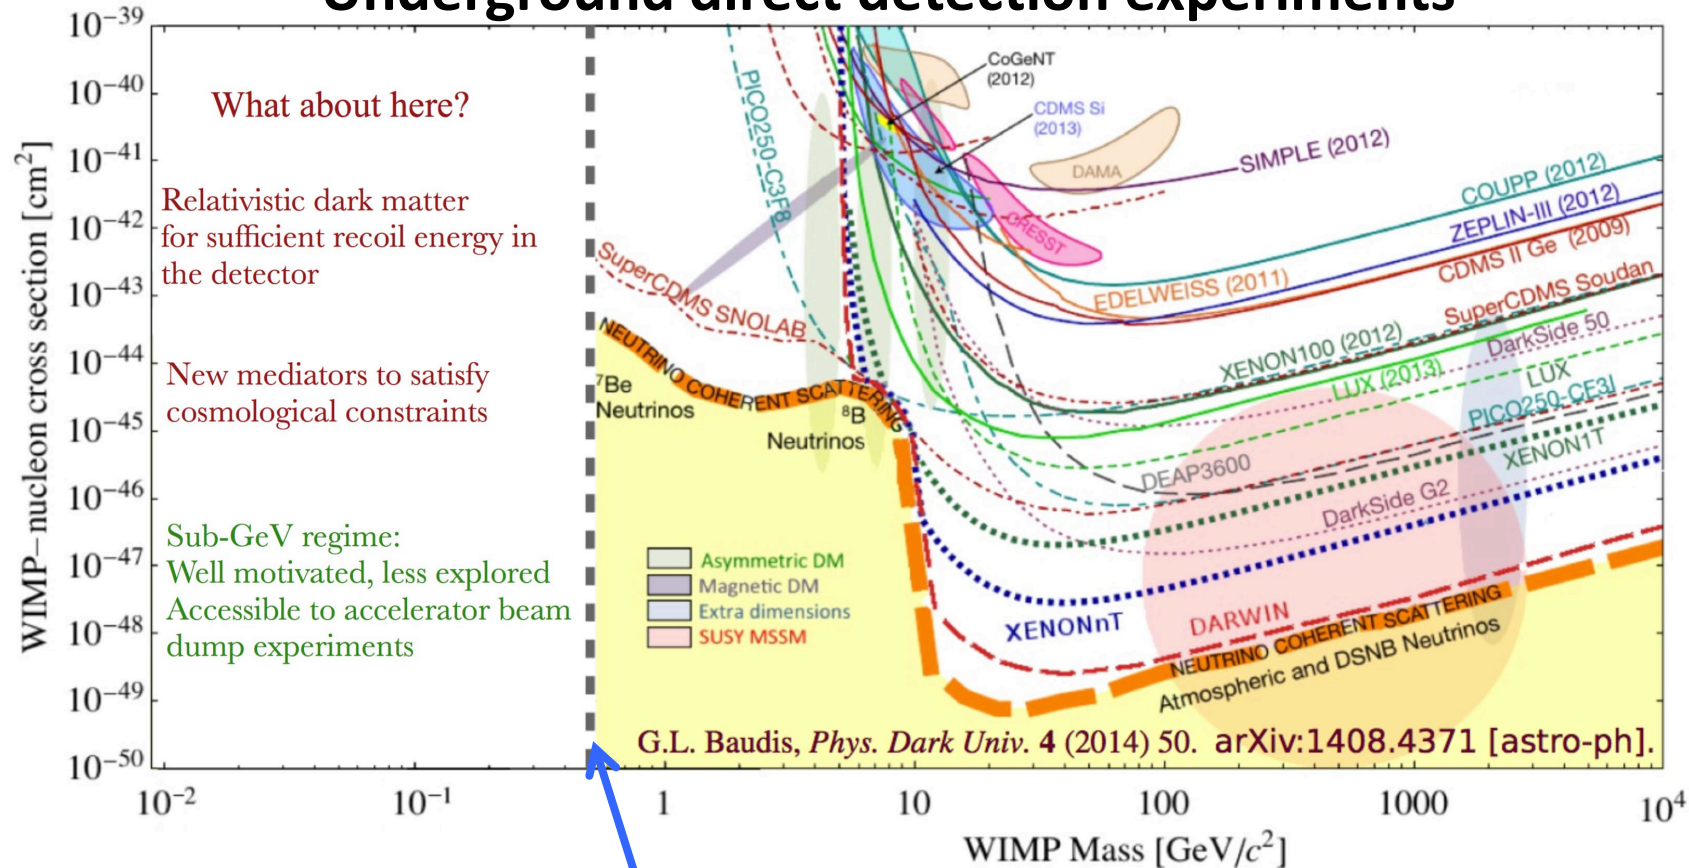 Underground direct detection experiments
10⁻³⁹
10⁻⁴⁰
10⁻⁴¹
10⁻⁴²
10⁻⁴³
10⁻⁴⁴
10⁻⁴⁵
10⁻⁴⁶
10⁻⁴⁷
10⁻⁴⁸
10⁻⁴⁹
10⁻⁵⁰
WIMP–nucleon cross section [cm²]
What about here?
Relativistic dark matter
for sufficient recoil energy in
the detector
New mediators to satisfy
cosmological constraints
Sub-GeV regime:
Well motivated, less explored
Accessible to accelerator beam
dump experiments
PICO250-C3F8
CoGeNT
(2012)
CDMS Si
(2013)
DAMA
CRESST
SIMPLE (2012)
COUPP (2012)
ZEPLIN-III (2012)
CDMS II Ge (2009)
EDELWEISS (2011)
SuperCDMS Soudan
SuperCDMS SNOLAB
XENON100 (2012)
DarkSide 50
LUX (2013)
LUX
PICO250-CF3I
XENON1T
DEAP3600
DarkSide G2
NEUTRINO COHERENT SCATTERING
⁷Be
Neutrinos
⁸B
Neutrinos
Asymmetric DM
Magnetic DM
Extra dimensions
SUSY MSSM
XENONnT
DARWIN
NEUTRINO COHERENT SCATTERING
Atmospheric and DSNB Neutrinos
G.L. Baudis, Phys. Dark Univ. 4 (2014) 50. arXiv:1408.4371 [astro-ph].
10⁻² 10⁻¹ 1 10 100 1000 10⁴
WIMP Mass [GeV/c²]